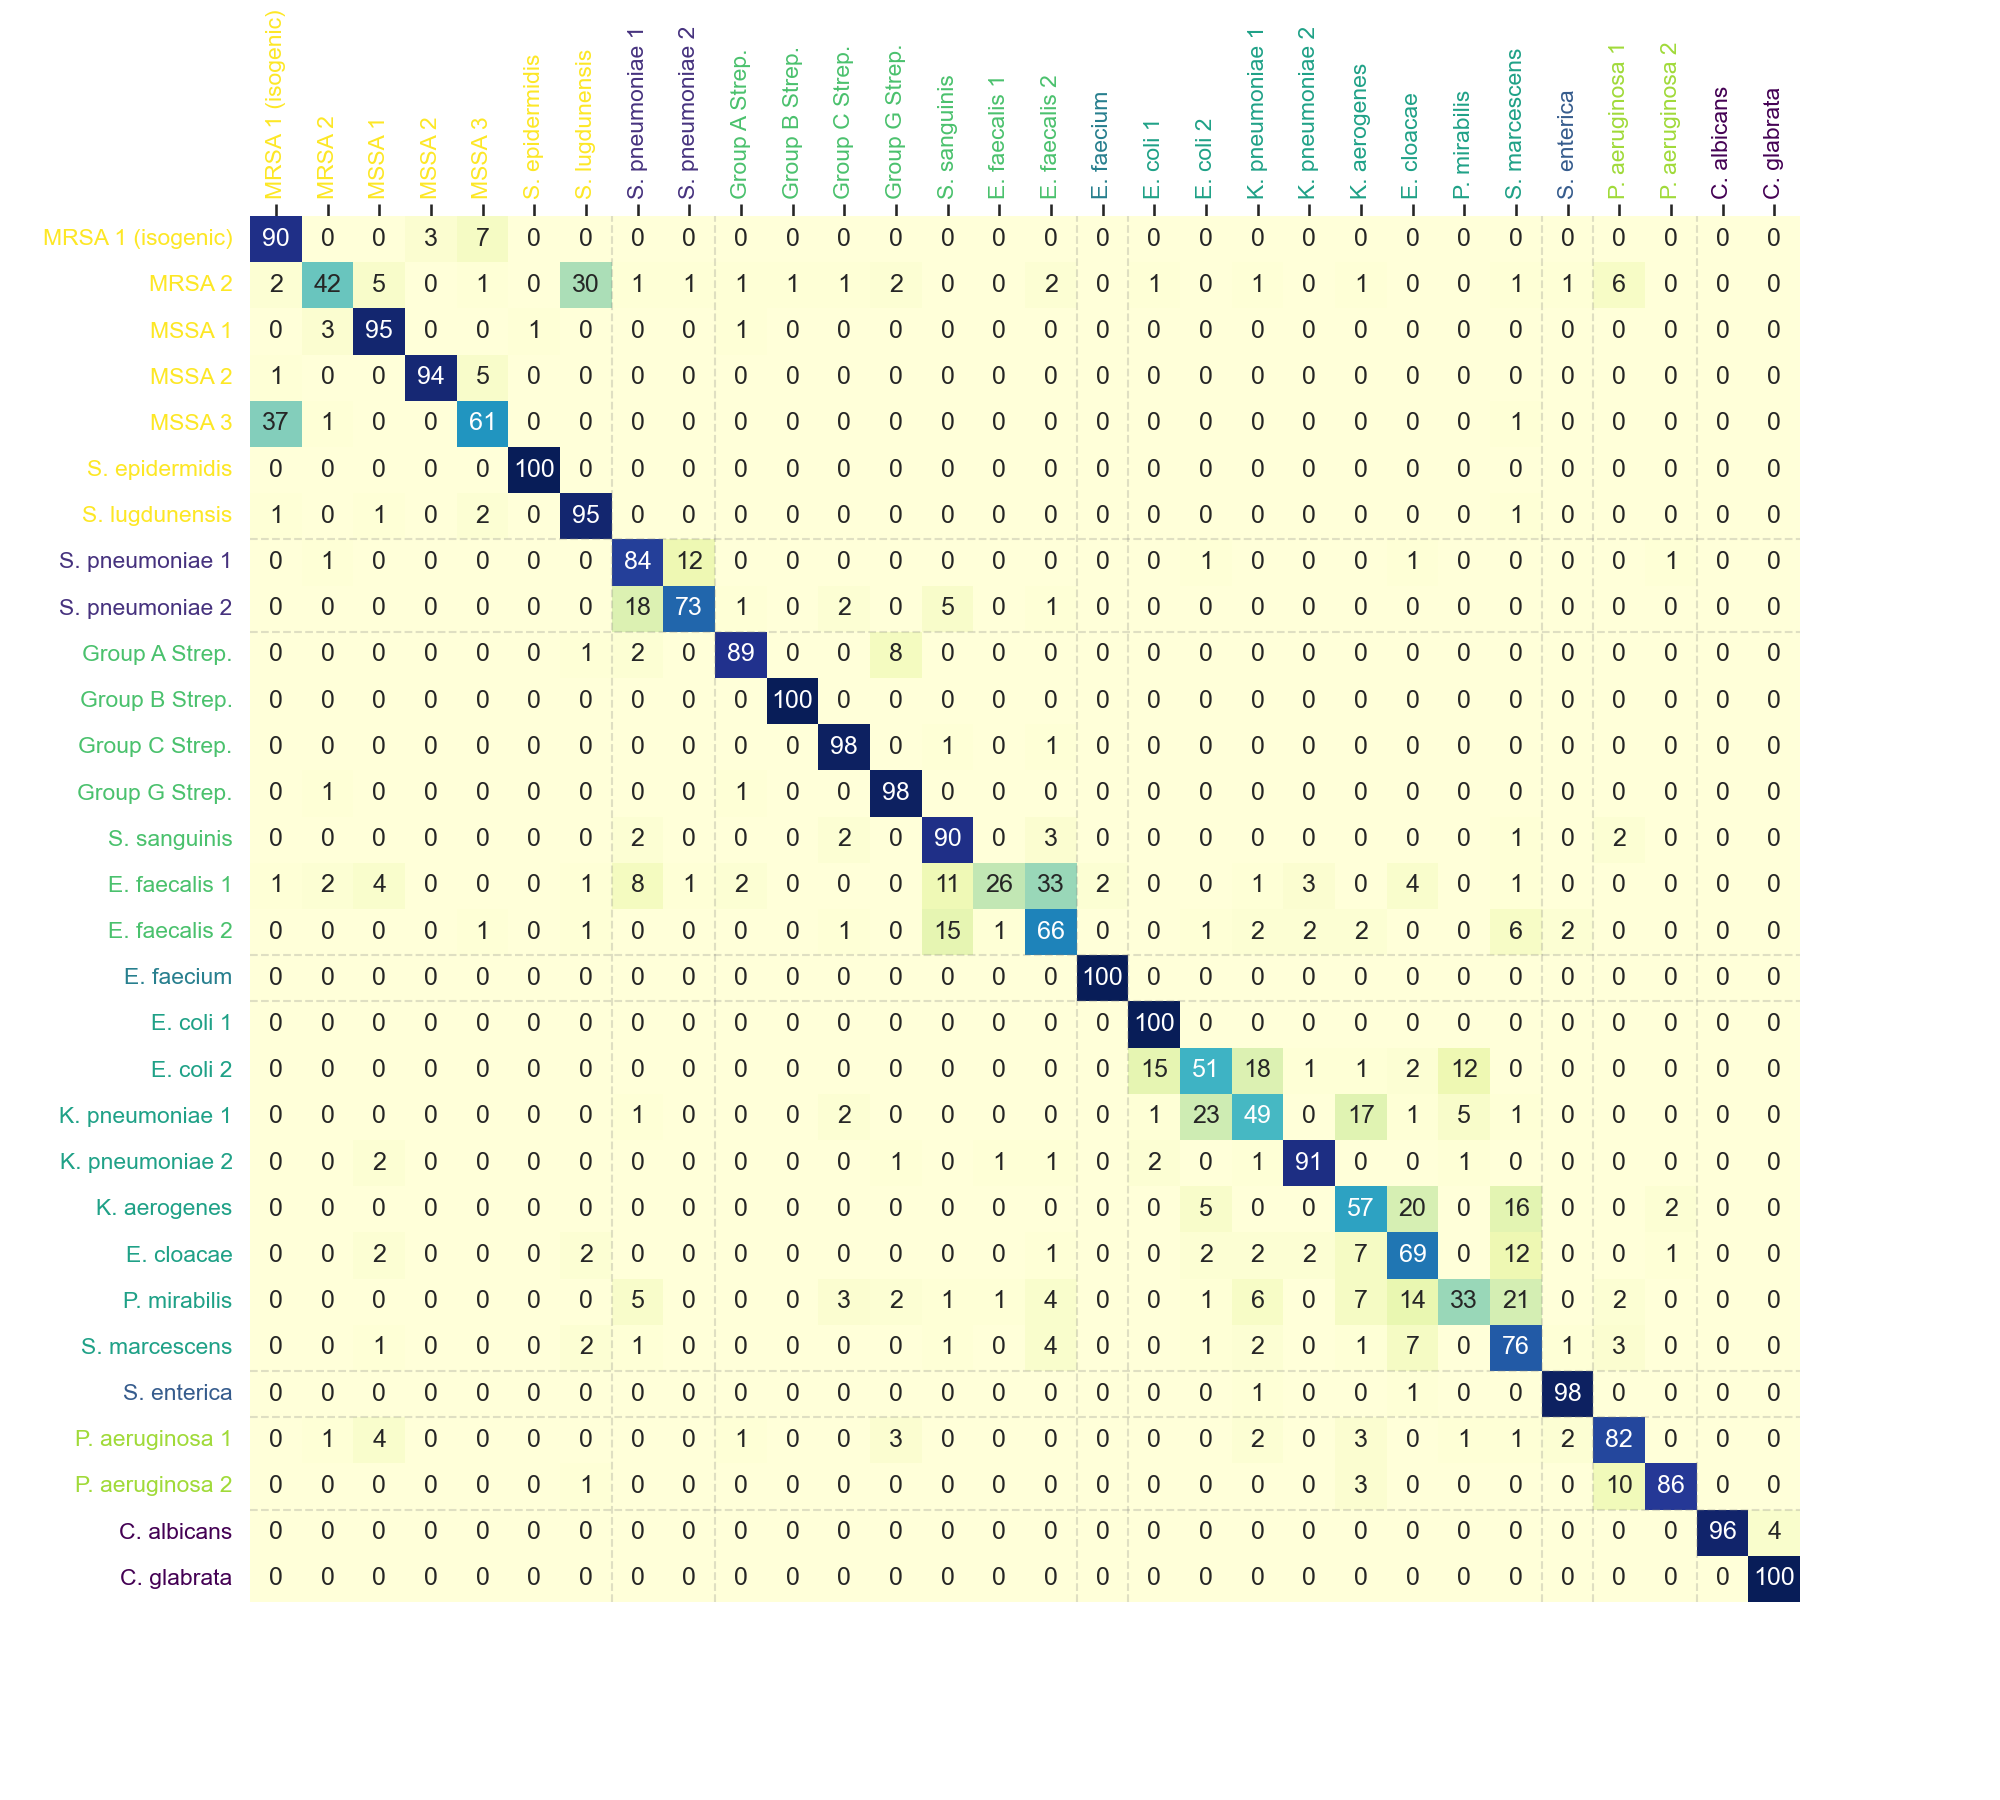 MRSA 1 (isogenic) MRSA 2 MSSA 1 MSSA 2 MSSA 3 S. epidermidis S. lugdunensis S. pneumoniae 1 S. pneumoniae 2 Group A Strep. Group B Strep. Group C Strep. Group G Strep. S. sanguinis E. faecalis 1 E. faecalis 2 E. faecium E. coli 1 E. coli 2 K. pneumoniae 1 K. pneumoniae 2 K. aerogenes E. cloacae P. mirabilis S. marcescens S. enterica P. aeruginosa 1 P. aeruginosa 2 C. albicans C. glabrata
MRSA 1 (isogenic) 90 0 0 3 7 0 0 0 0 0 0 0 0 0 0 0 0 0 0 0 0 0 0 0 0 0 0 0 0 0
MRSA 2 2 42 5 0 1 0 30 1 1 1 1 1 2 0 0 2 0 1 0 1 0 1 0 0 1 1 6 0 0 0
MSSA 1 0 3 95 0 0 1 0 0 0 1 0 0 0 0 0 0 0 0 0 0 0 0 0 0 0 0 0 0 0 0
MSSA 2 1 0 0 94 5 0 0 0 0 0 0 0 0 0 0 0 0 0 0 0 0 0 0 0 0 0 0 0 0 0
MSSA 3 37 1 0 0 61 0 0 0 0 0 0 0 0 0 0 0 0 0 0 0 0 0 0 0 1 0 0 0 0 0
S. epidermidis 0 0 0 0 0 100 0 0 0 0 0 0 0 0 0 0 0 0 0 0 0 0 0 0 0 0 0 0 0 0
S. lugdunensis 1 0 1 0 2 0 95 0 0 0 0 0 0 0 0 0 0 0 0 0 0 0 0 0 1 0 0 0 0 0
S. pneumoniae 1 0 1 0 0 0 0 0 84 12 0 0 0 0 0 0 0 0 0 1 0 0 0 1 0 0 0 0 1 0 0
S. pneumoniae 2 0 0 0 0 0 0 0 18 73 1 0 2 0 5 0 1 0 0 0 0 0 0 0 0 0 0 0 0 0 0
Group A Strep. 0 0 0 0 0 0 1 2 0 89 0 0 8 0 0 0 0 0 0 0 0 0 0 0 0 0 0 0 0 0
Group B Strep. 0 0 0 0 0 0 0 0 0 0 100 0 0 0 0 0 0 0 0 0 0 0 0 0 0 0 0 0 0 0
Group C Strep. 0 0 0 0 0 0 0 0 0 0 0 98 0 1 0 1 0 0 0 0 0 0 0 0 0 0 0 0 0 0
Group G Strep. 0 1 0 0 0 0 0 0 0 1 0 0 98 0 0 0 0 0 0 0 0 0 0 0 0 0 0 0 0 0
S. sanguinis 0 0 0 0 0 0 0 2 0 0 0 2 0 90 0 3 0 0 0 0 0 0 0 0 1 0 2 0 0 0
E. faecalis 1 1 2 4 0 0 0 1 8 1 2 0 0 0 11 26 33 2 0 0 1 3 0 4 0 1 0 0 0 0 0
E. faecalis 2 0 0 0 0 1 0 1 0 0 0 0 1 0 15 1 66 0 0 1 2 2 2 0 0 6 2 0 0 0 0
E. faecium 0 0 0 0 0 0 0 0 0 0 0 0 0 0 0 0 100 0 0 0 0 0 0 0 0 0 0 0 0 0
E. coli 1 0 0 0 0 0 0 0 0 0 0 0 0 0 0 0 0 0 100 0 0 0 0 0 0 0 0 0 0 0 0
E. coli 2 0 0 0 0 0 0 0 0 0 0 0 0 0 0 0 0 0 15 51 18 1 1 2 12 0 0 0 0 0 0
K. pneumoniae 1 0 0 0 0 0 0 0 1 0 0 0 2 0 0 0 0 0 1 23 49 0 17 1 5 1 0 0 0 0 0
K. pneumoniae 2 0 0 2 0 0 0 0 0 0 0 0 0 1 0 1 1 0 2 0 1 91 0 0 1 0 0 0 0 0 0
K. aerogenes 0 0 0 0 0 0 0 0 0 0 0 0 0 0 0 0 0 0 5 0 0 57 20 0 16 0 0 2 0 0
E. cloacae 0 0 2 0 0 0 2 0 0 0 0 0 0 0 0 1 0 0 2 2 2 7 69 0 12 0 0 1 0 0
P. mirabilis 0 0 0 0 0 0 0 5 0 0 0 3 2 1 1 4 0 0 1 6 0 7 14 33 21 0 2 0 0 0
S. marcescens 0 0 1 0 0 0 2 1 0 0 0 0 0 1 0 4 0 0 1 2 0 1 7 0 76 1 3 0 0 0
S. enterica 0 0 0 0 0 0 0 0 0 0 0 0 0 0 0 0 0 0 0 1 0 0 1 0 0 98 0 0 0 0
P. aeruginosa 1 0 1 4 0 0 0 0 0 0 1 0 0 3 0 0 0 0 0 0 2 0 3 0 1 1 2 82 0 0 0
P. aeruginosa 2 0 0 0 0 0 0 1 0 0 0 0 0 0 0 0 0 0 0 0 0 0 3 0 0 0 0 10 86 0 0
C. albicans 0 0 0 0 0 0 0 0 0 0 0 0 0 0 0 0 0 0 0 0 0 0 0 0 0 0 0 0 96 4
C. glabrata 0 0 0 0 0 0 0 0 0 0 0 0 0 0 0 0 0 0 0 0 0 0 0 0 0 0 0 0 0 100